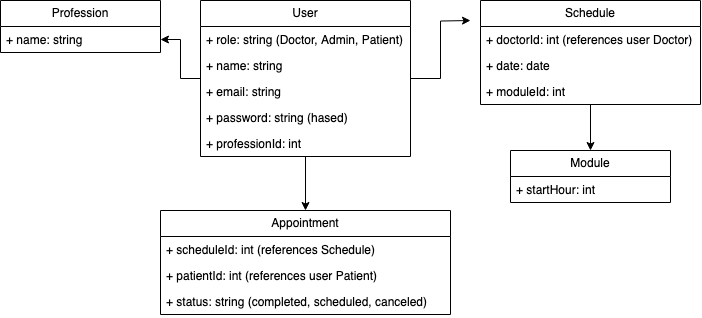 Profession
+ name: string
User
+ role: string (Doctor, Admin, Patient)
+ name: string
+ email: string
+ password: string (hased)
+ professionId: int
Schedule
+ doctorId: int (references user Doctor)
+ date: date
+ moduleId: int
Module
+ startHour: int
Appointment
+ scheduleId: int (references Schedule)
+ patientId: int (references user Patient)
+ status: string (completed, scheduled, canceled)